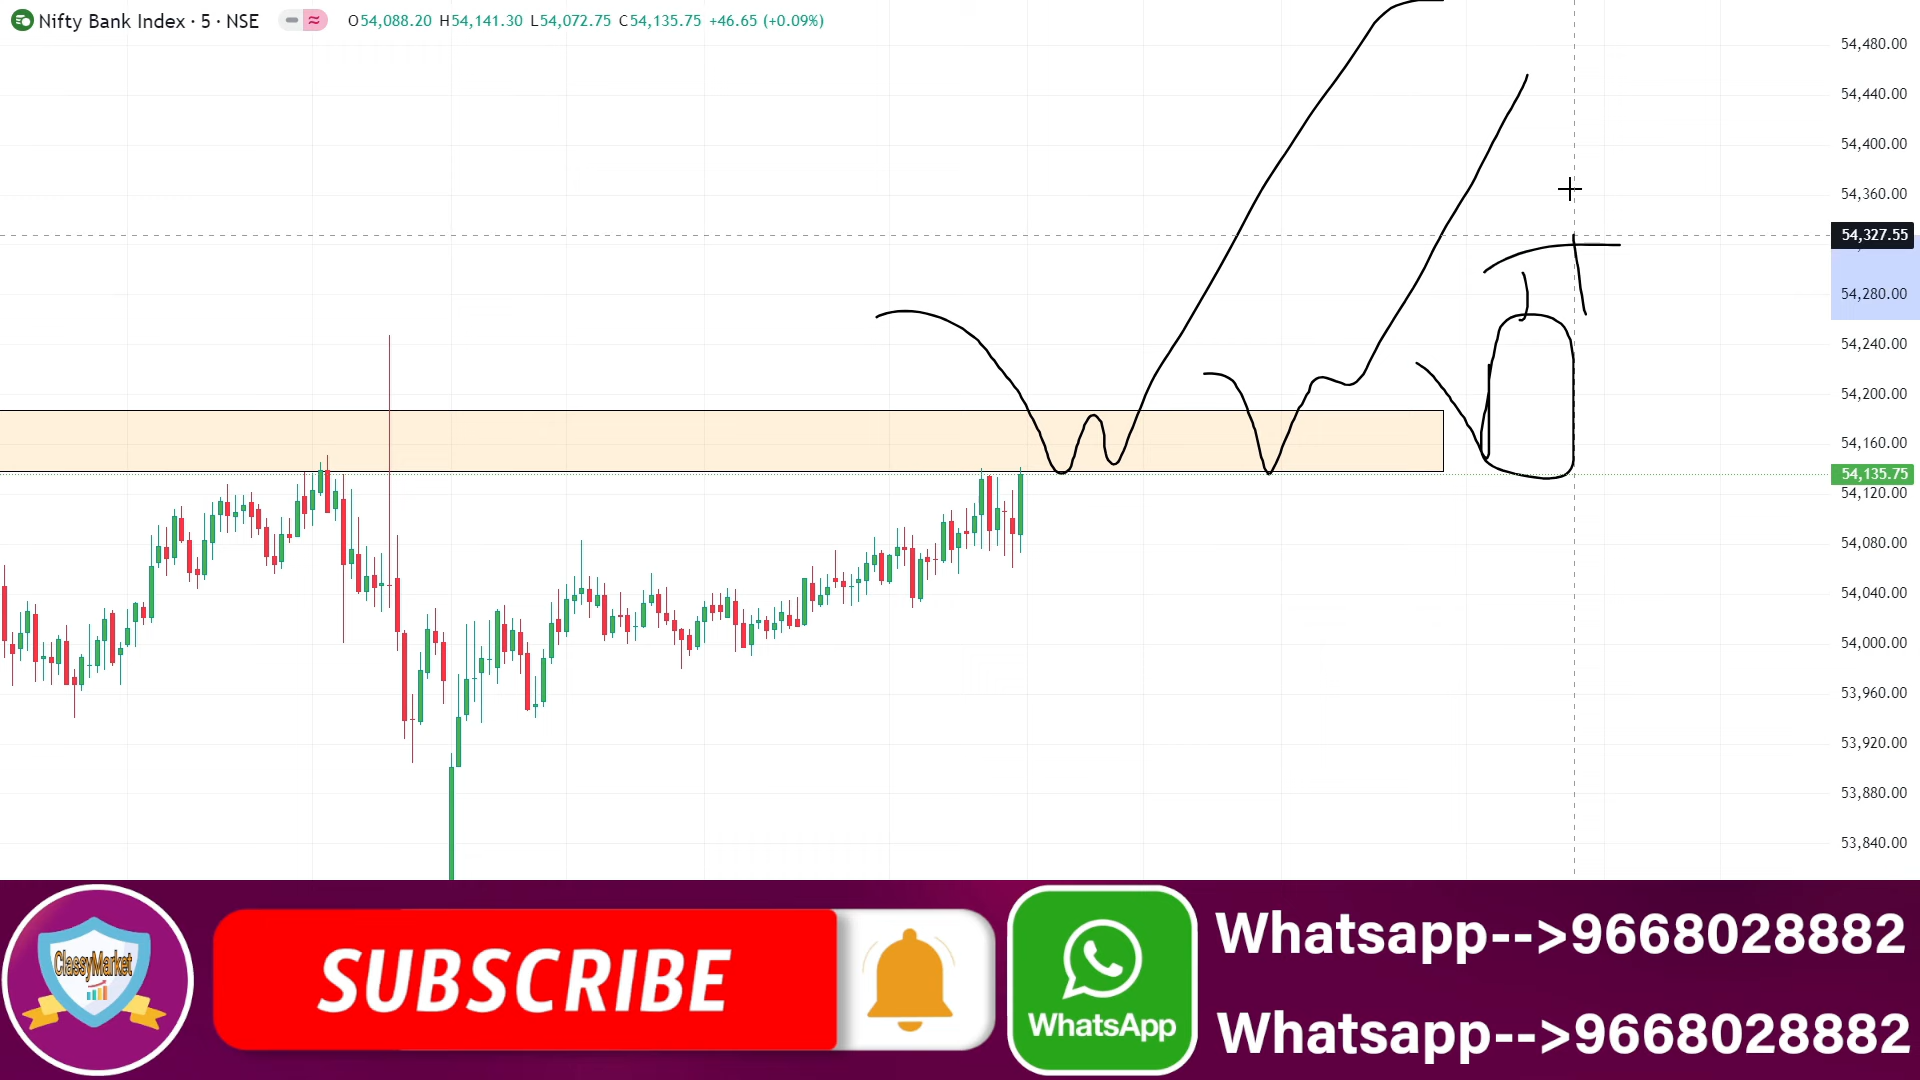 Nifty Bank Index · 5 · NSE
O54,088.20 H54,141.30 L54,072.75 C54,135.75 +46.65 (+0.09%)
54,480.00
54,440.00
54,400.00
54,360.00
54,327.55
54,280.00
54,240.00
54,200.00
54,160.00
54,135.75
54,120.00
54,080.00
54,040.00
54,000.00
53,960.00
53,920.00
53,880.00
53,840.00
ClassyMarket
SUBSCRIBE
WhatsApp
Whatsapp-->9668028882
Whatsapp-->9668028882